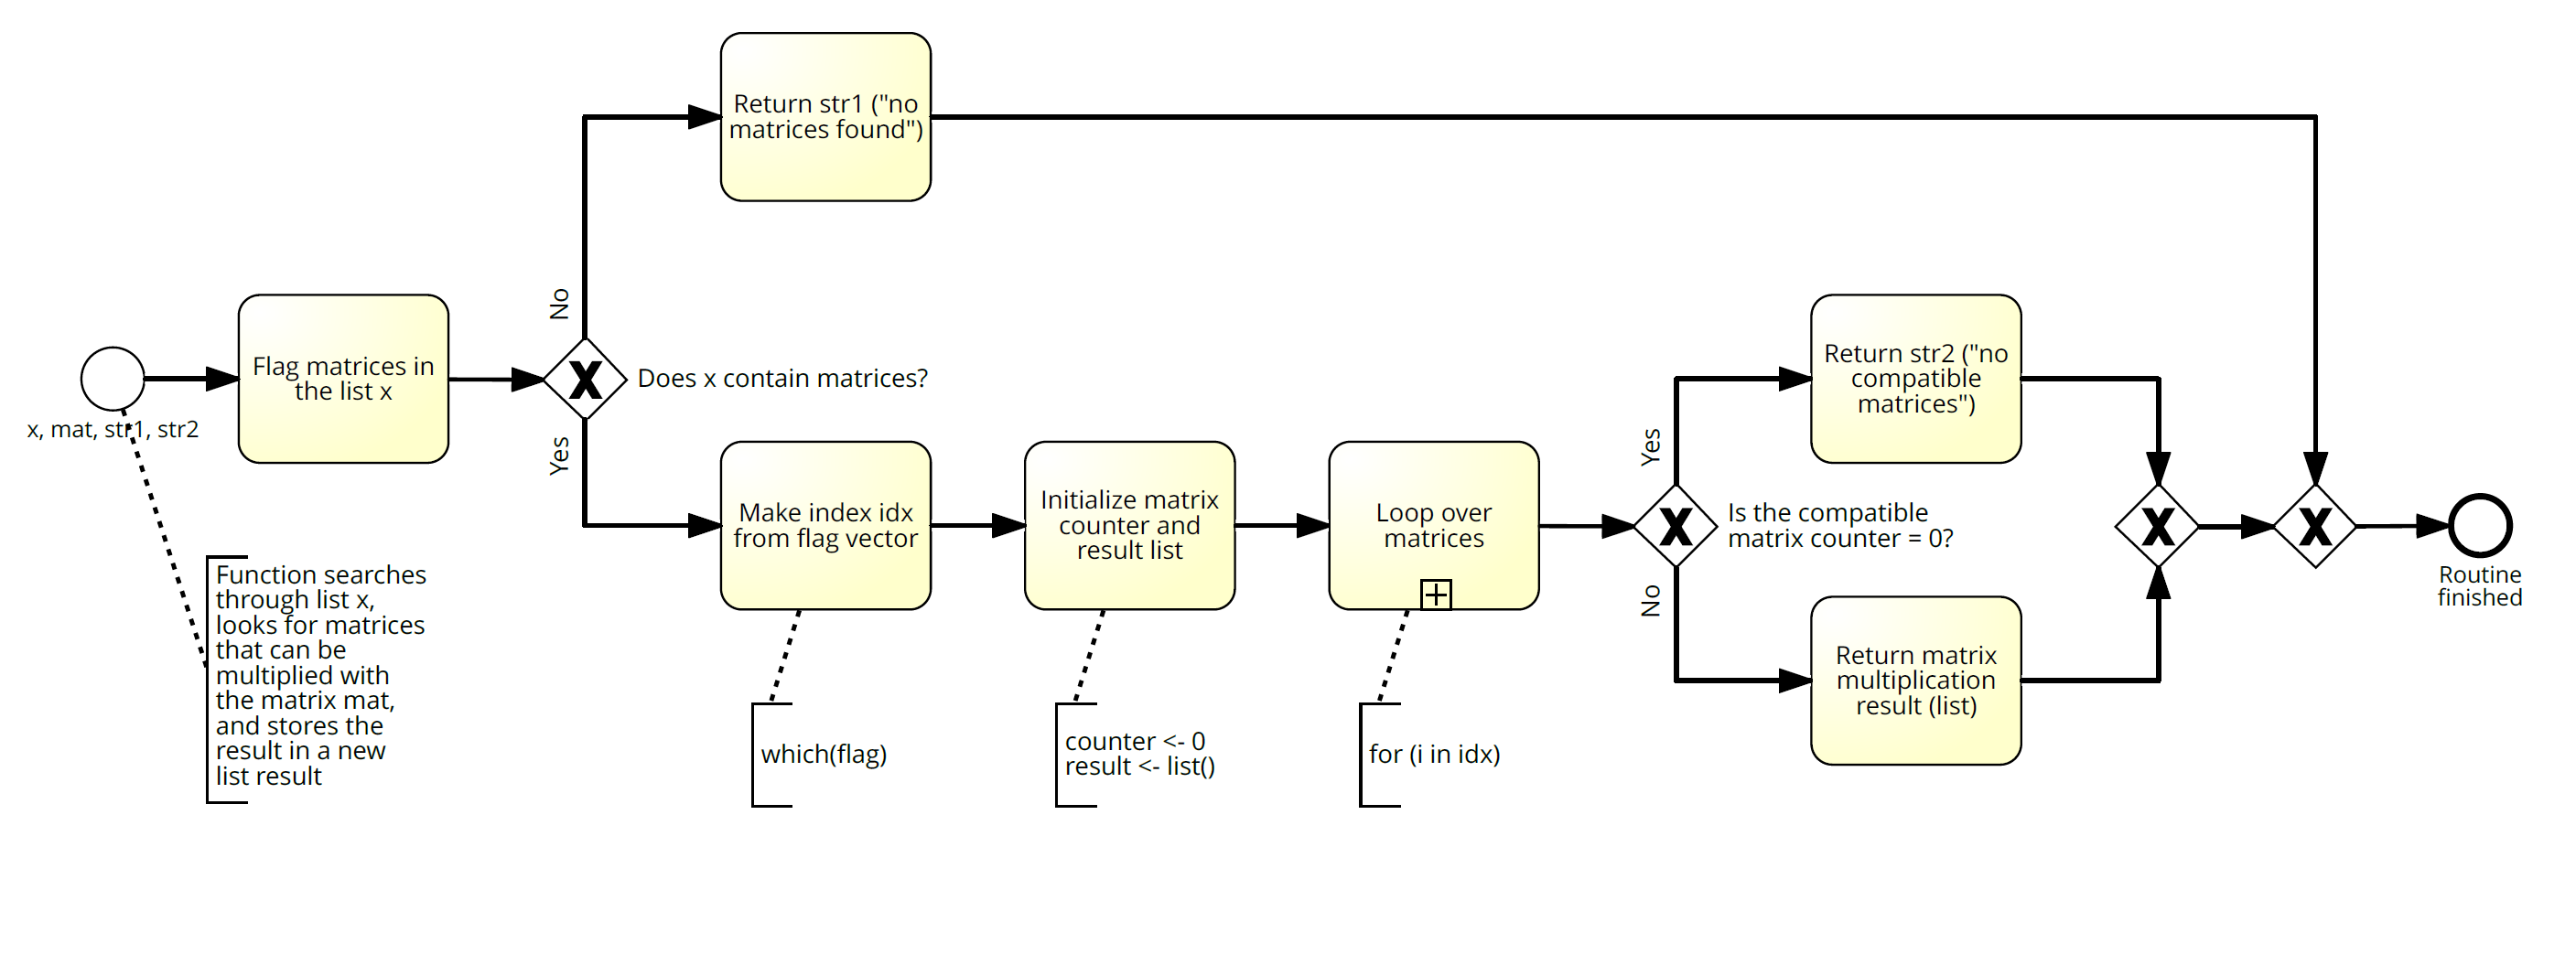 Return str1 ("no
matrices found")
No
Flag matrices in
the list x
Does x contain matrices?
x, mat, str1, str2
Yes
Function searches
through list x,
looks for matrices
that can be
multiplied with
the matrix mat,
and stores the
result in a new
list result
Make index idx
from flag vector
which(flag)
Initialize matrix
counter and
result list
counter <- 0
result <- list()
Loop over
matrices
for (i in idx)
Yes
Is the compatible
matrix counter = 0?
No
Return str2 ("no
compatible
matrices")
Return matrix
multiplication
result (list)
Routine
finished